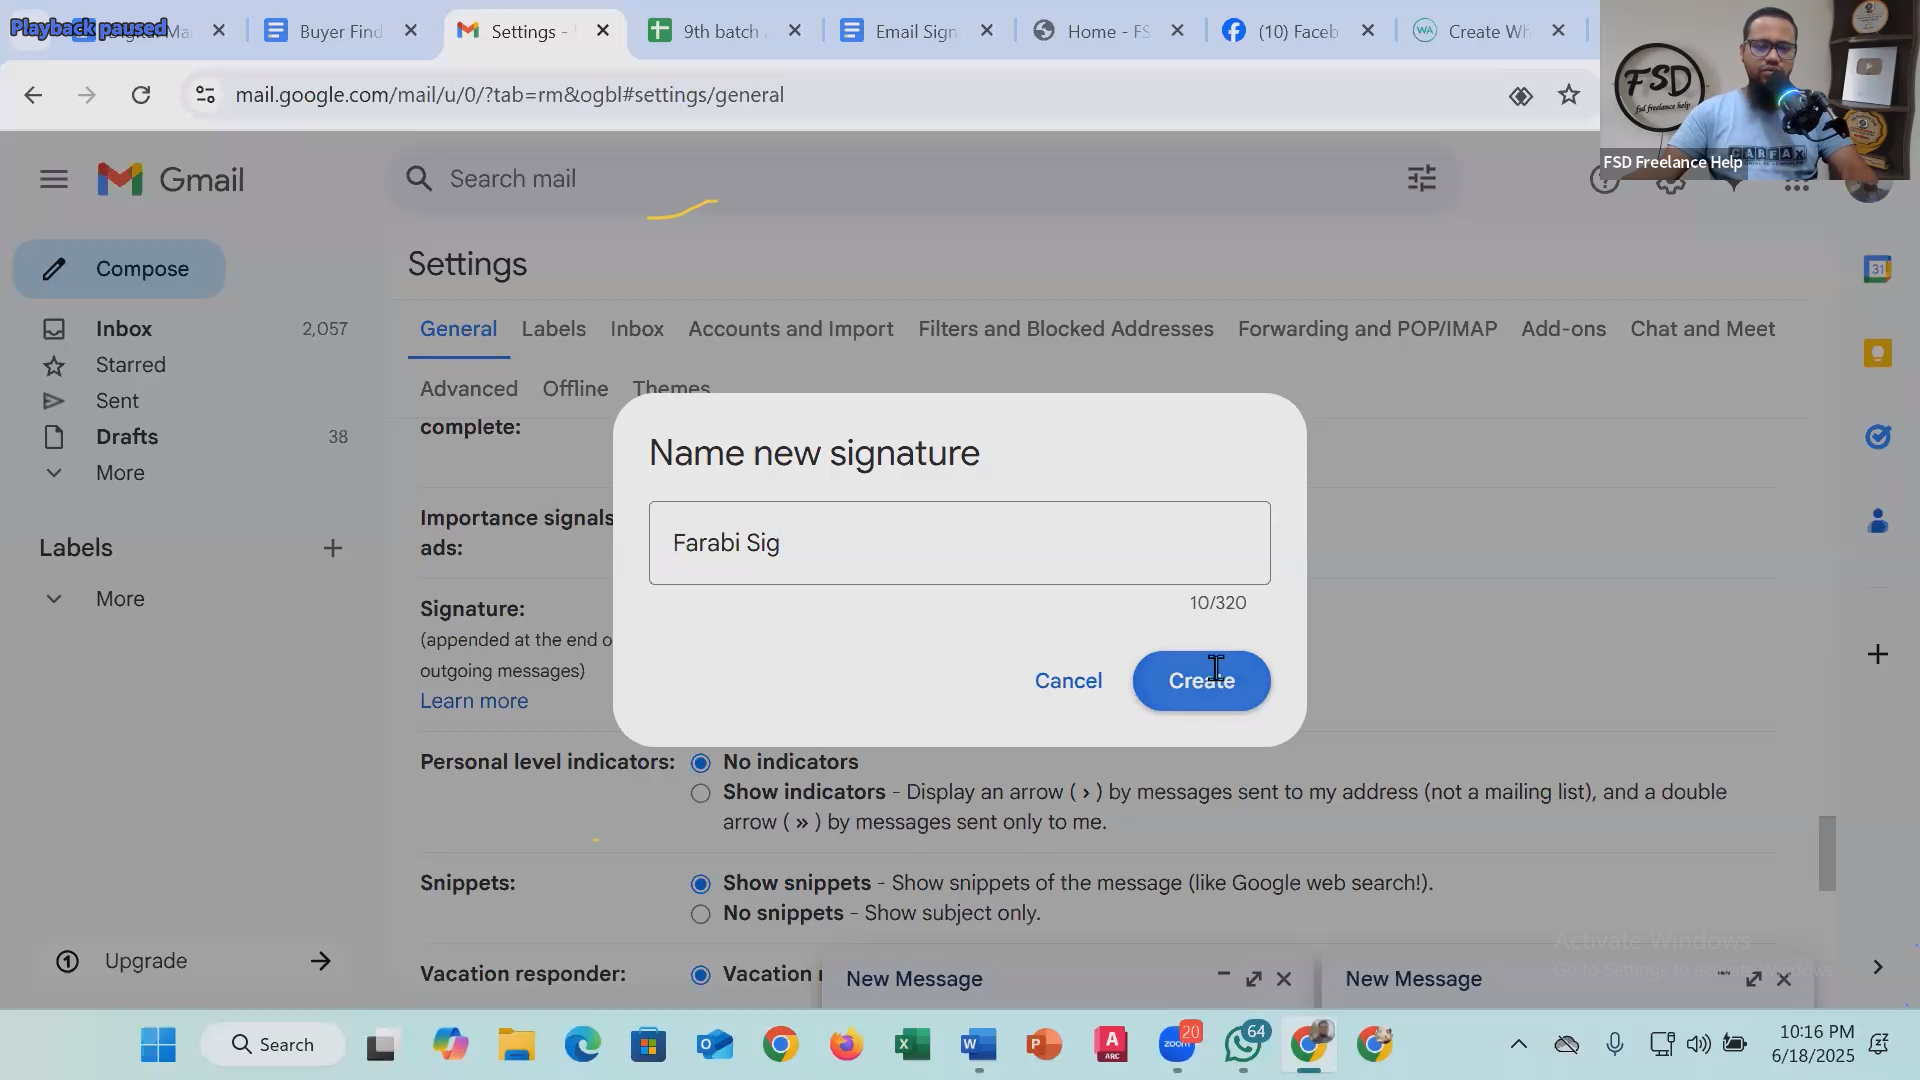 Playback paused
Buyer Find
Settings -
9th batch
Email Sign
Home - FS
(10) Faceb
WA
Create Wh
mail.google.com/mail/u/0/?tab=rm&ogbl#settings/general
FSD
fsd freelance help
CARFAX
FSD Freelance Help
Gmail
Search mail
Compose
Settings
31
Inbox 2,057
General Labels Inbox Accounts and Import Filters and Blocked Addresses Forwarding and POP/IMAP Add-ons Chat and Meet
Starred
Advanced Offline Themes
Sent
complete:
Drafts 38
Name new signature
More
Importance signals
ads:
Farabi Sig
Labels
10/320
More
Signature:
(appended at the end o
outgoing messages)
Learn more
Cancel Create
Personal level indicators:
No indicators
Show indicators - Display an arrow ( › ) by messages sent to my address (not a mailing list), and a double
arrow ( » ) by messages sent only to me.
Snippets:
Show snippets - Show snippets of the message (like Google web search!).
No snippets - Show subject only.
Activate Windows
Go to Settings to activate Windows.
Upgrade
Vacation responder:
Vacation
New Message
New Message
Search
20
zoom
64
ARC
10:16 PM
6/18/2025